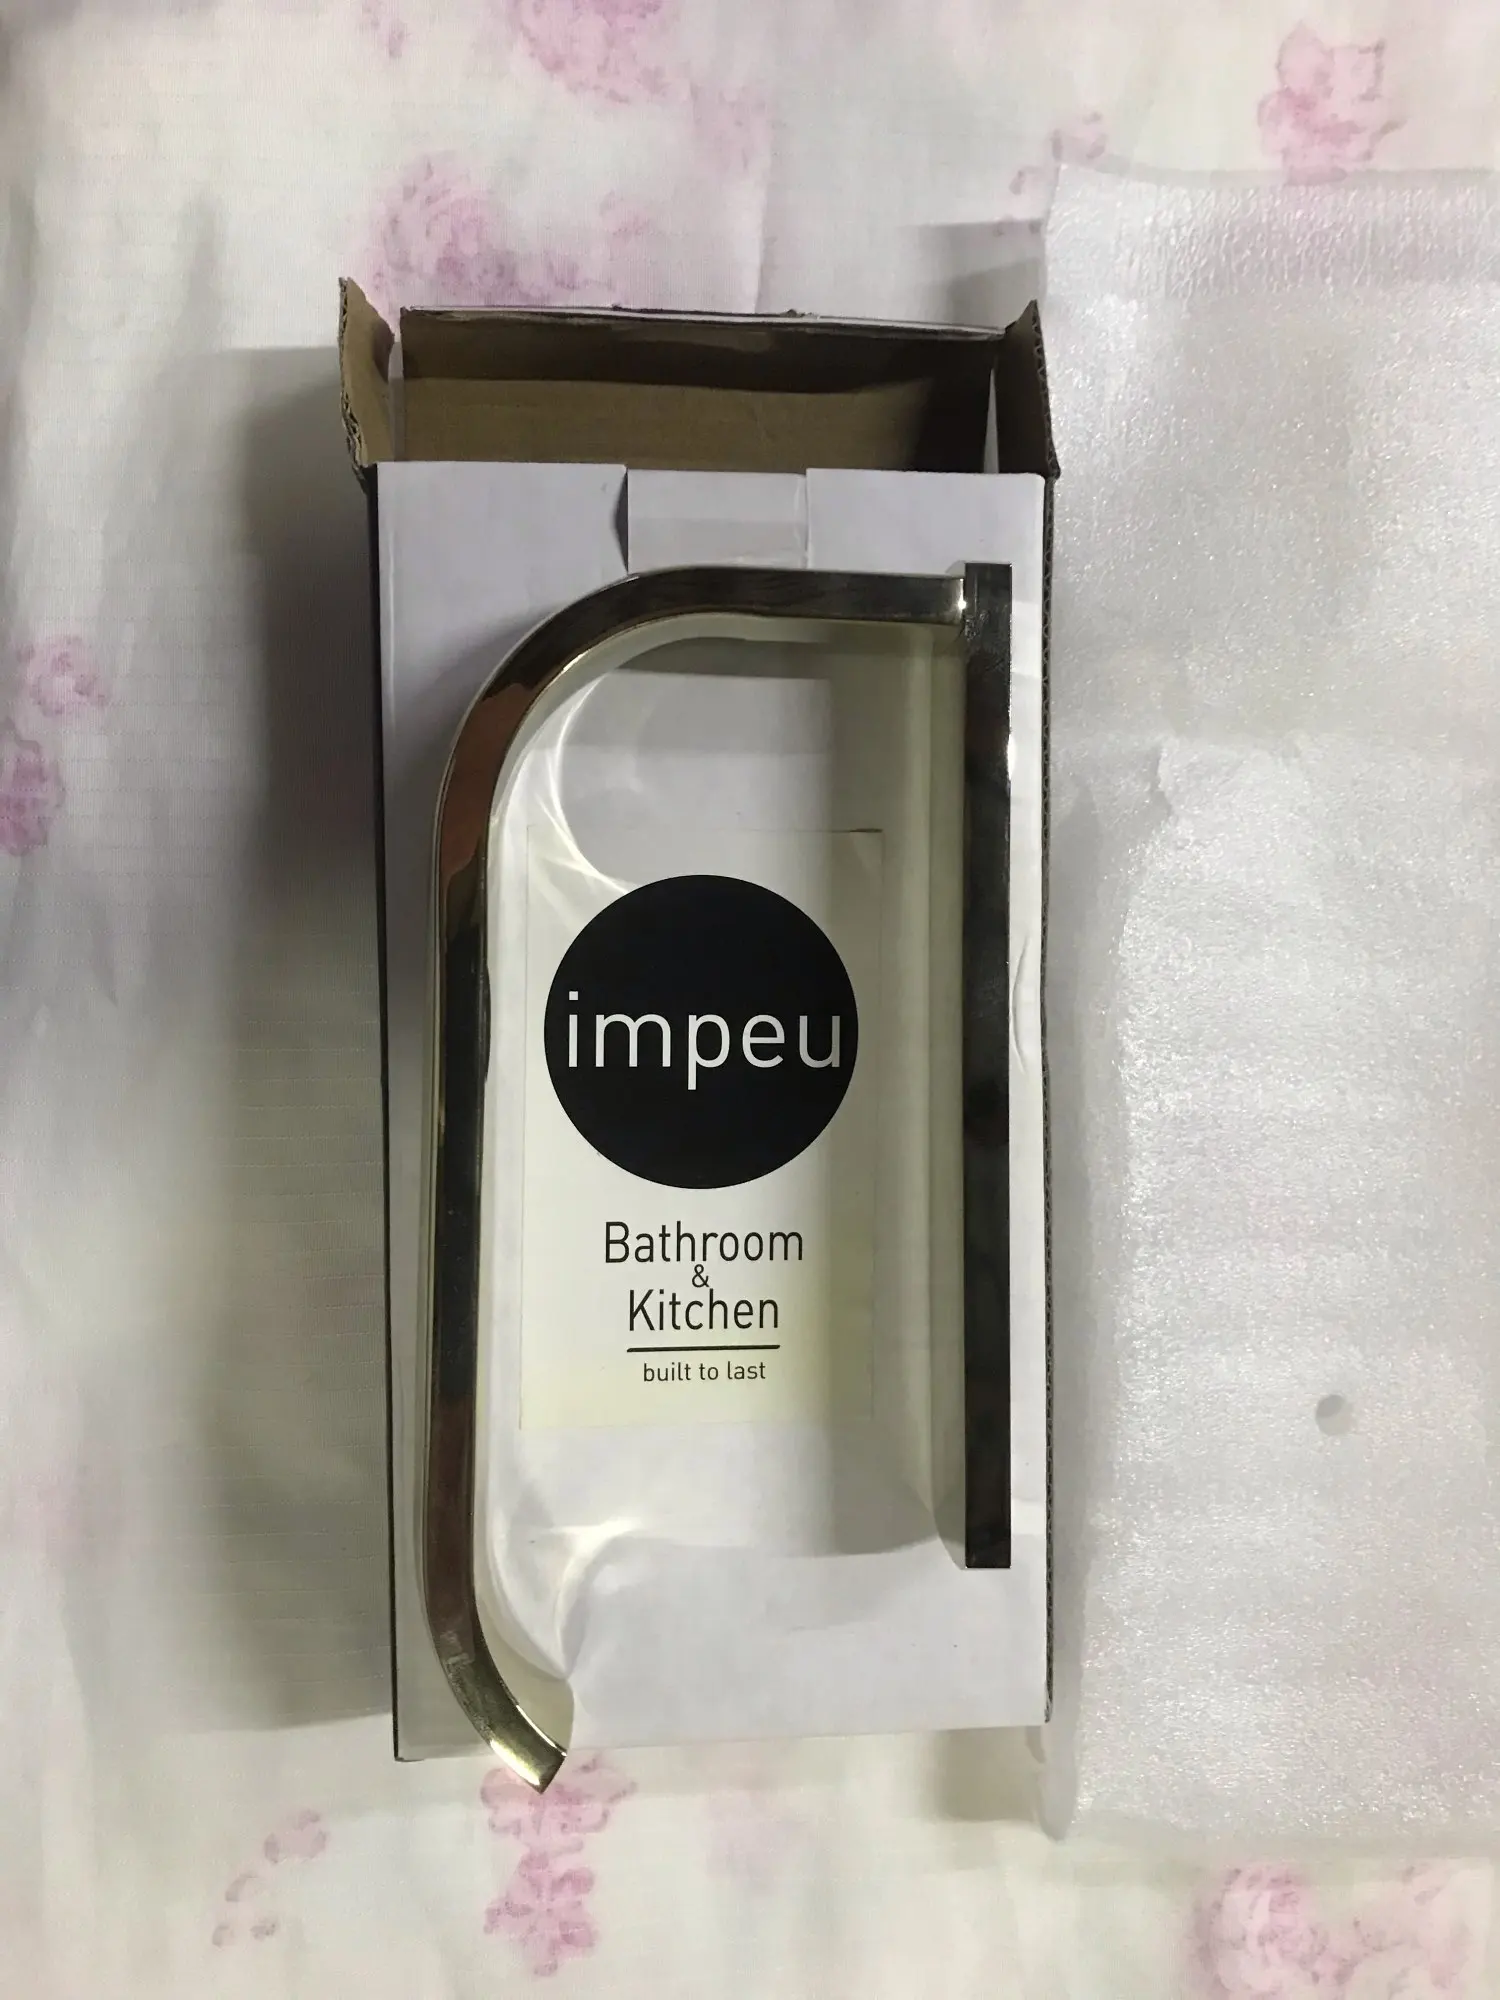 impeu
Bathroom
&
Kitchen
built to last